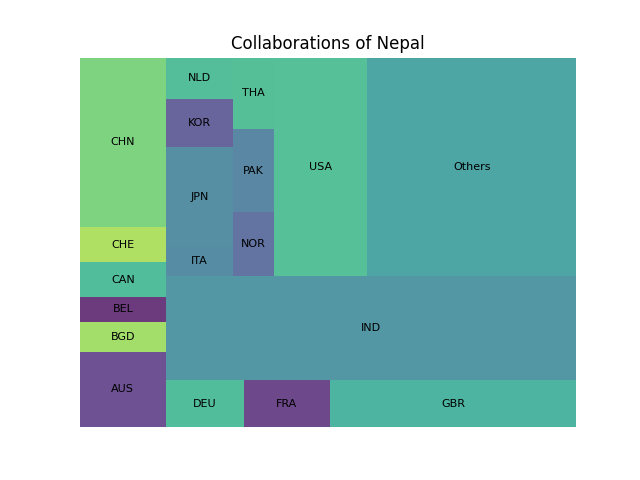 Collaborations of Nepal
CHN
NLD
THA
KOR
USA
Others
PAK
JPN
NOR
CHE
ITA
CAN
BEL
IND
BGD
AUS
DEU
FRA
GBR